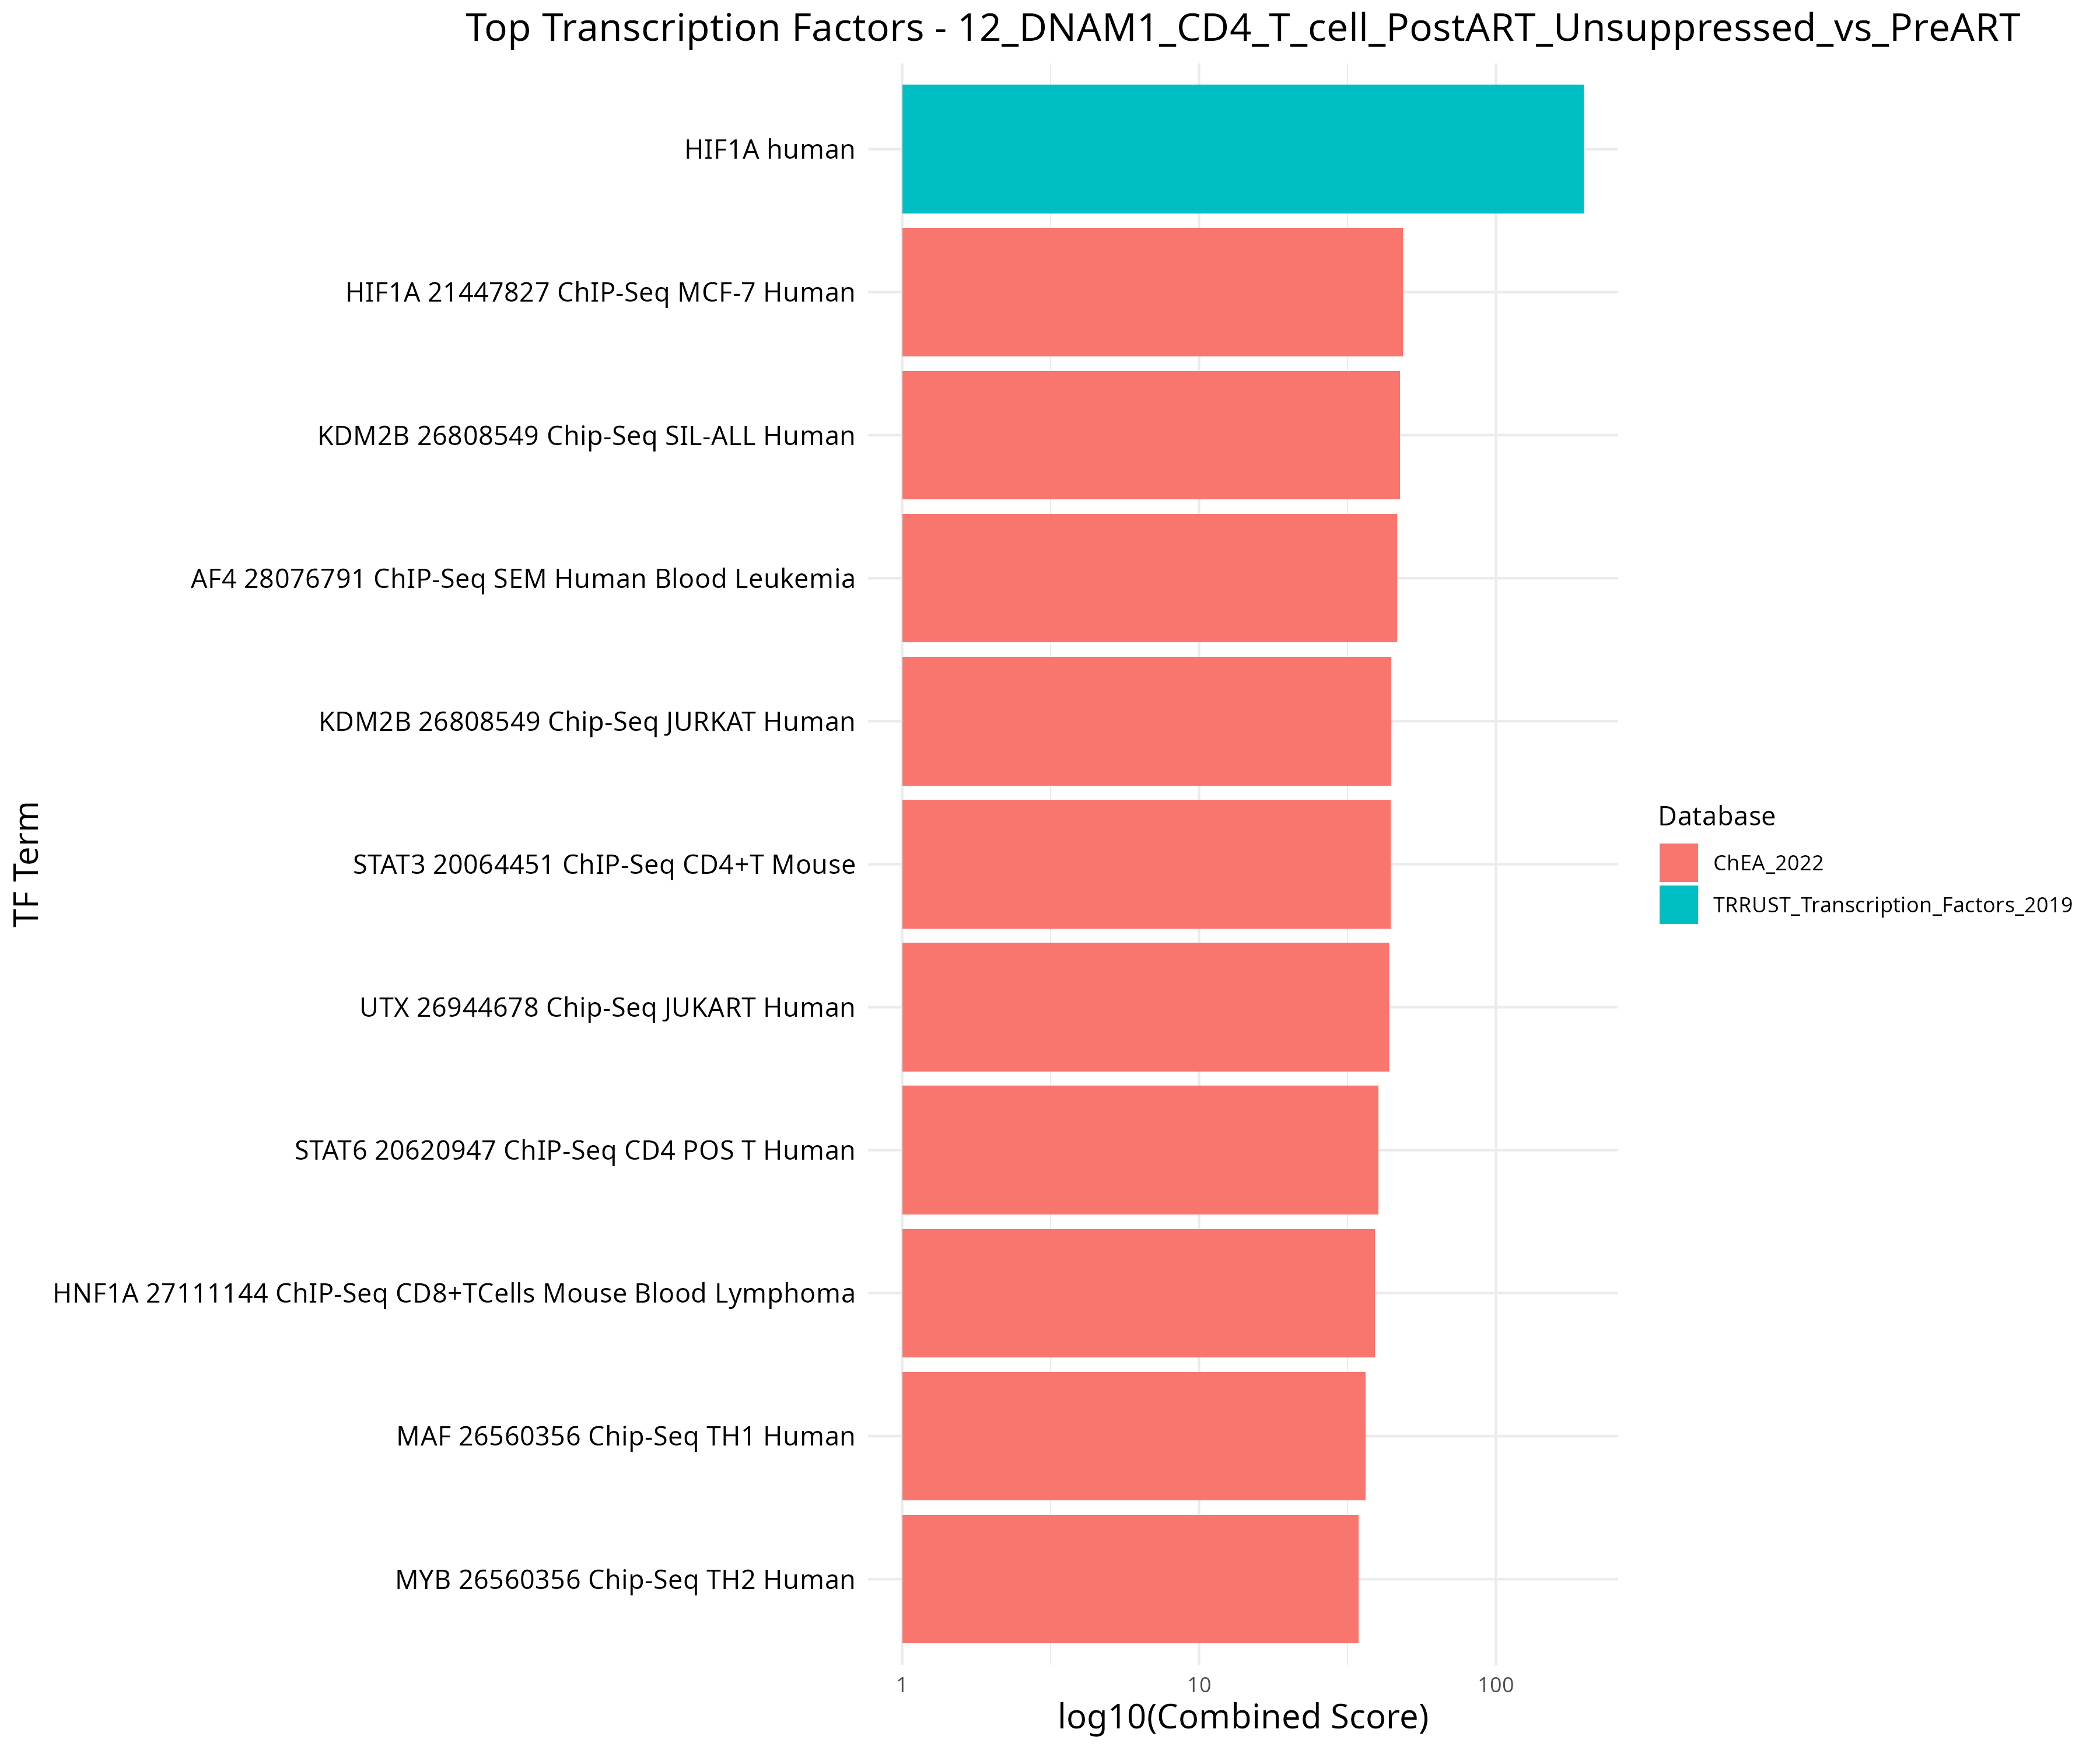 Top Transcription Factors - 12_DNAM1_CD4_T_cell_PostART_Unsuppressed_vs_PreART
TF Term
HIF1A human
HIF1A 21447827 ChIP-Seq MCF-7 Human
KDM2B 26808549 Chip-Seq SIL-ALL Human
AF4 28076791 ChIP-Seq SEM Human Blood Leukemia
KDM2B 26808549 Chip-Seq JURKAT Human
STAT3 20064451 ChIP-Seq CD4+T Mouse
UTX 26944678 Chip-Seq JUKART Human
STAT6 20620947 ChIP-Seq CD4 POS T Human
HNF1A 27111144 ChIP-Seq CD8+TCells Mouse Blood Lymphoma
MAF 26560356 Chip-Seq TH1 Human
MYB 26560356 Chip-Seq TH2 Human
1 10 100
log10(Combined Score)
Database
ChEA_2022
TRRUST_Transcription_Factors_2019